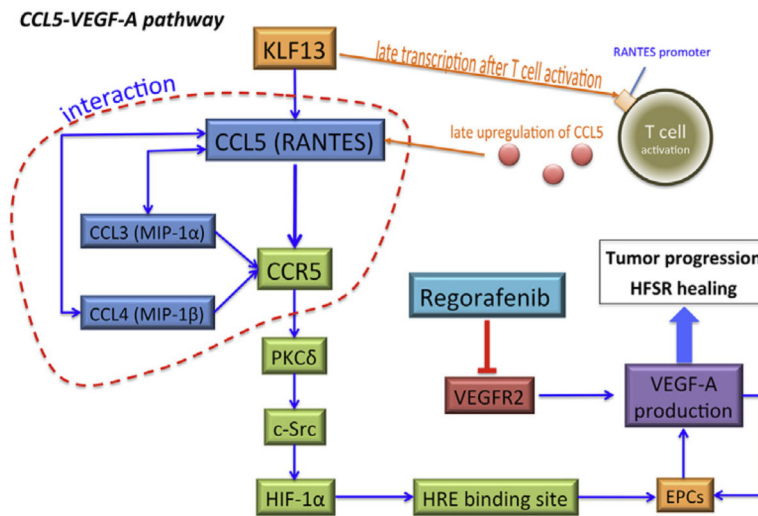 CCL5-VEGF-A pathway
KLF13
late transcription after T cell activation
RANTES promoter
interaction
CCL5 (RANTES)
late upregulation of CCL5
T cell
activation
CCL3 (MIP-1α)
CCR5
CCL4 (MIP-1β)
Tumor progression
HFSR healing
Regorafenib
PKCδ
VEGFR2
VEGF-A
production
c-Src
HIF-1α
HRE binding site
EPCs